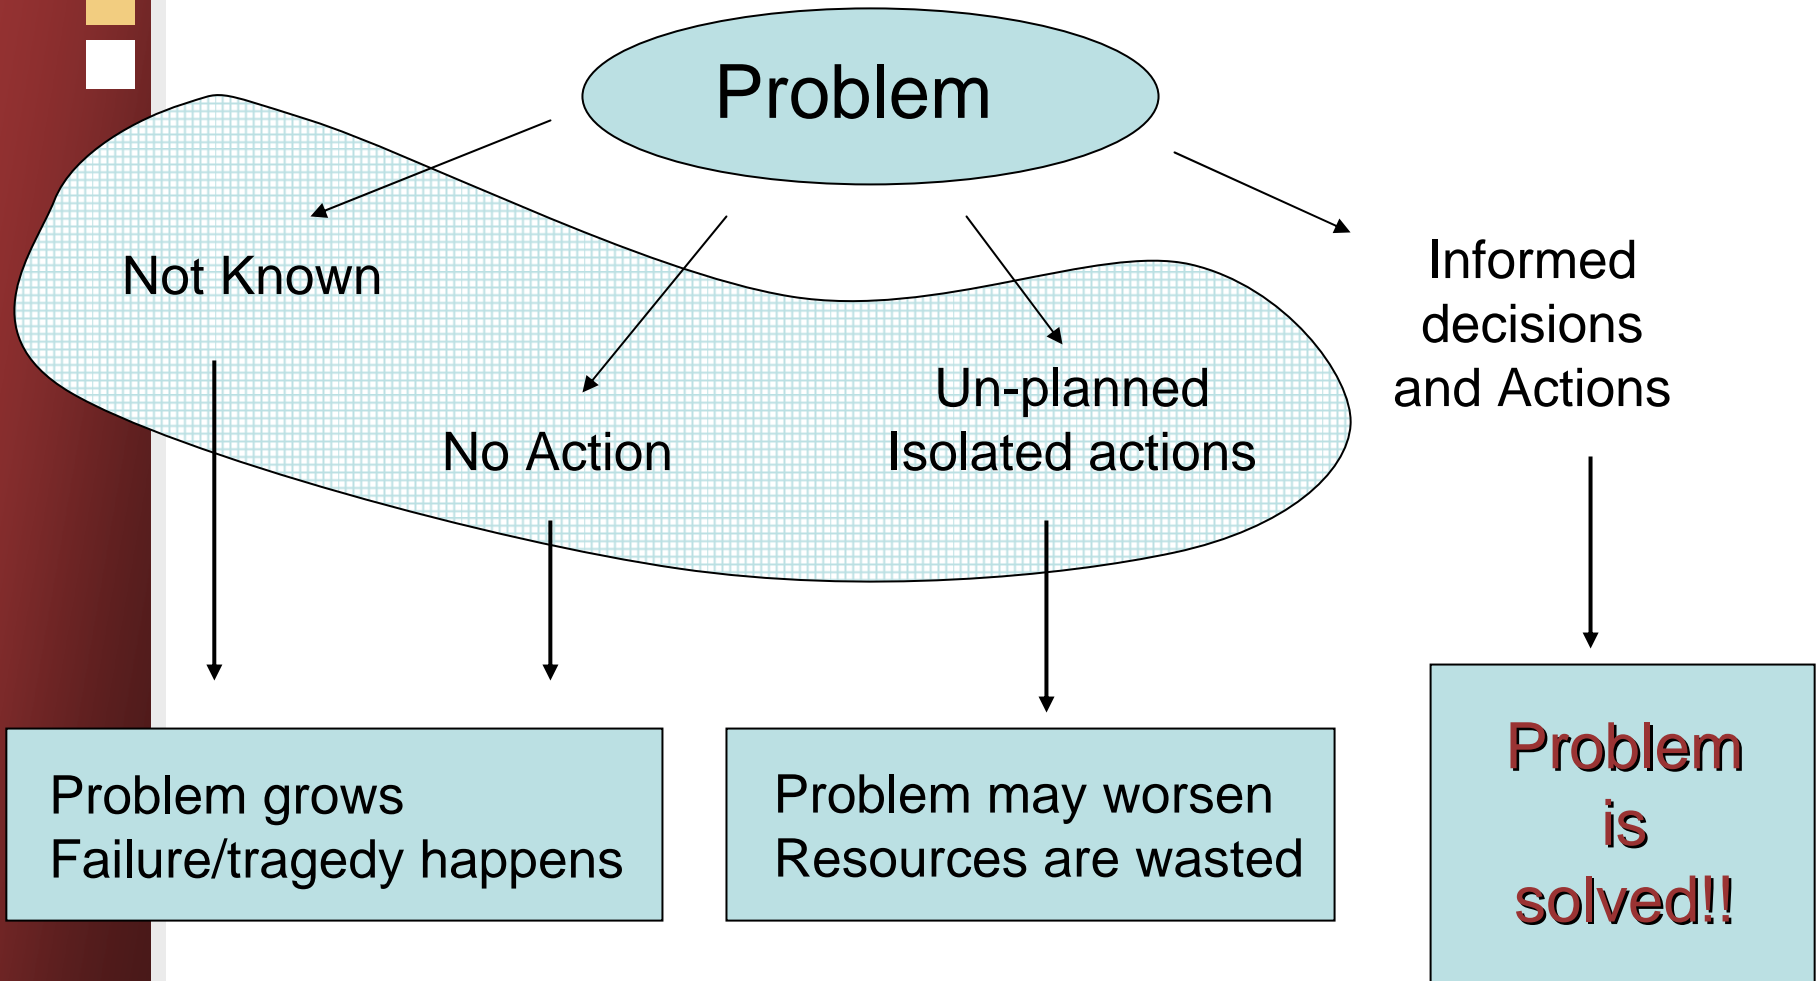 Problem
Not Known
No Action
Un-planned
Isolated actions
Informed
decisions
and Actions
Problem grows
Failure/tragedy happens
Problem may worsen
Resources are wasted
Problem
is
solved!!